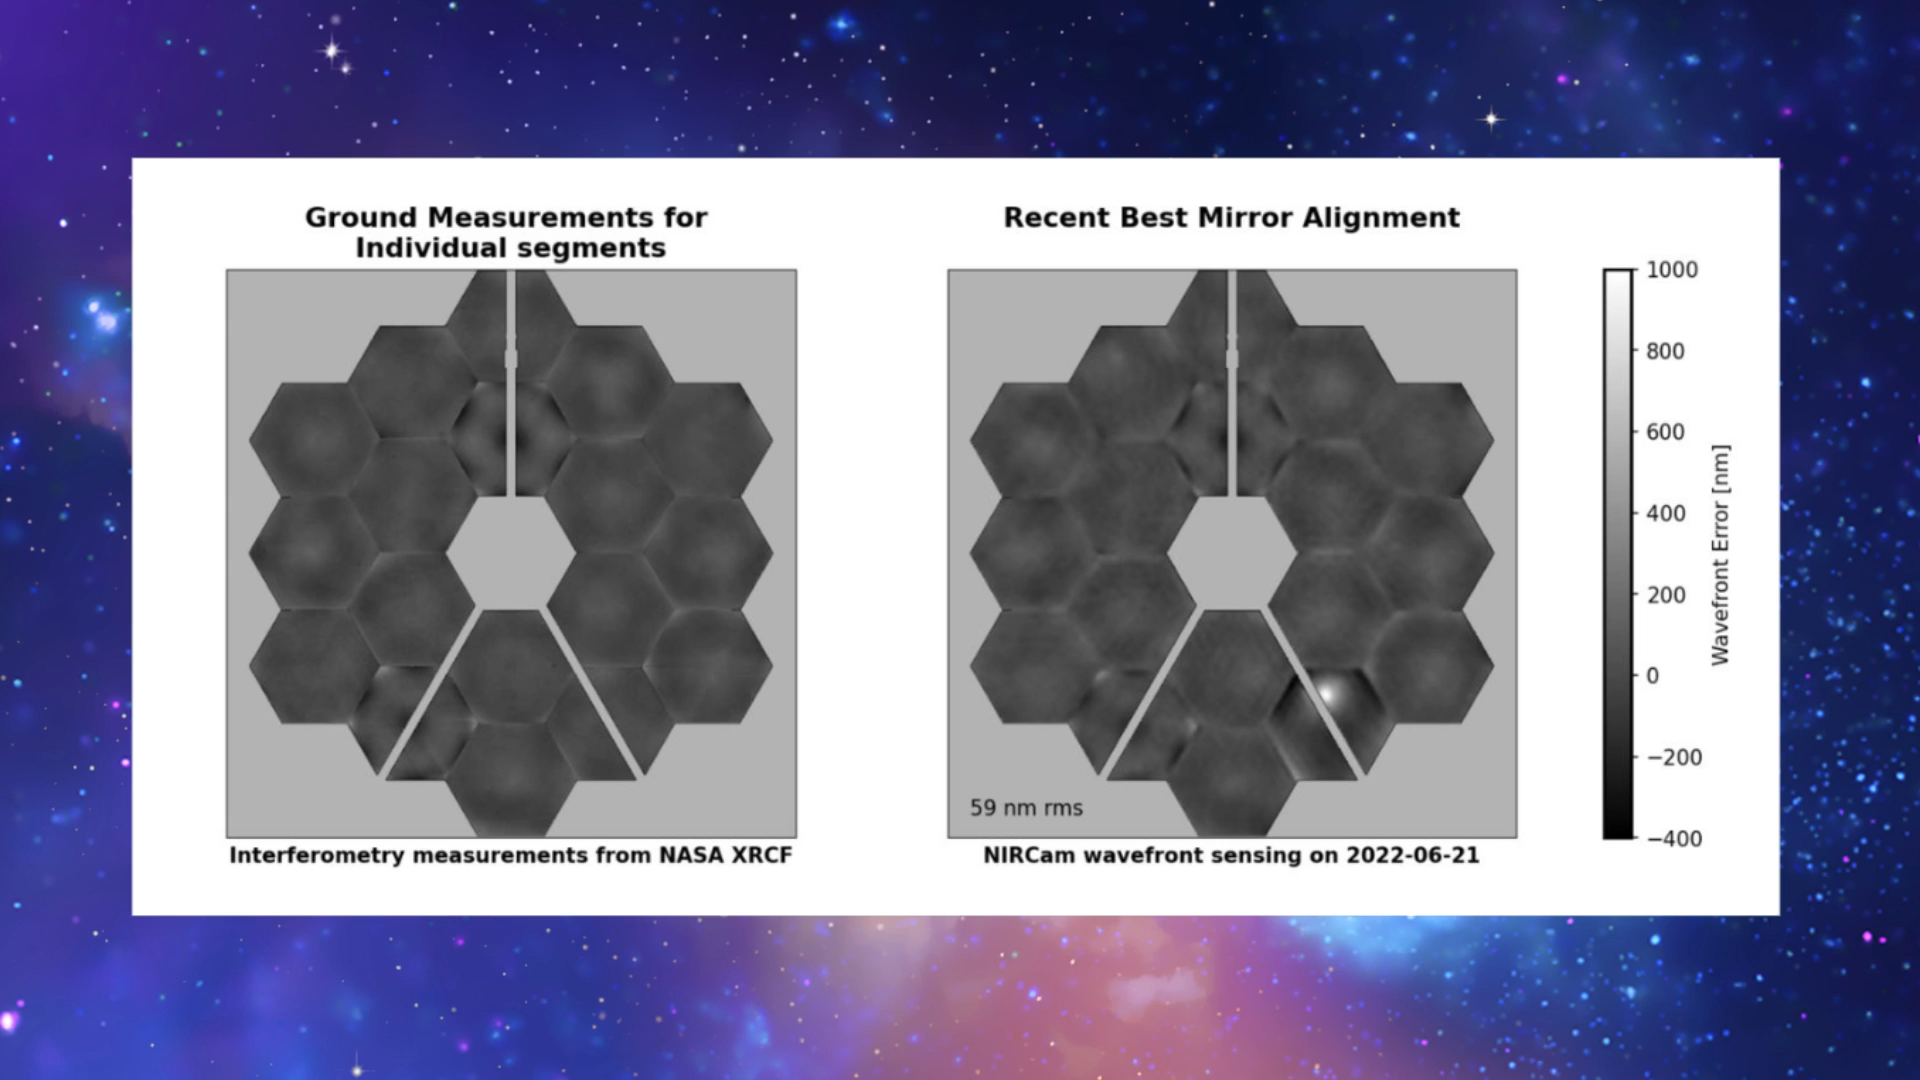 Ground Measurements for
Individual segments
Recent Best Mirror Alignment
1000
800
600
400
200
0
−200
−400
Wavefront Error [nm]
59 nm rms
Interferometry measurements from NASA XRCF
NIRCam wavefront sensing on 2022-06-21